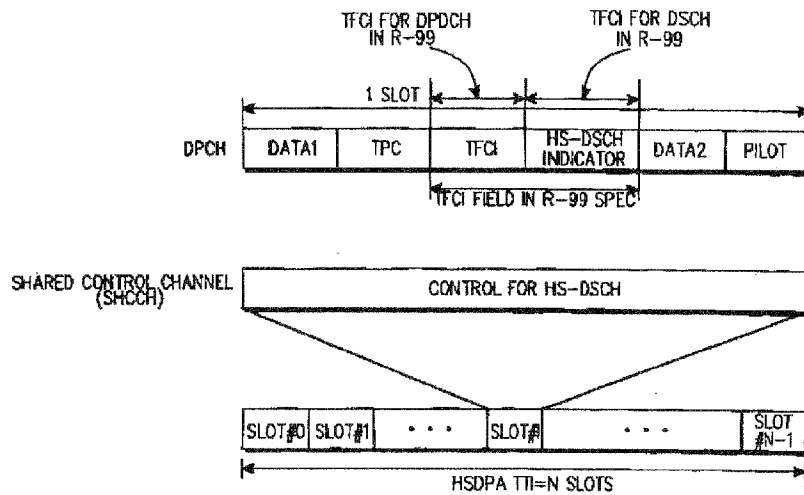 TFCI FOR DPDCH
IN R-99
TFCI FOR DSCH
IN R-99
1 SLOT
DPCH
DATA1
TPC
TFCI
HS-DSCH
INDICATOR
DATA2
PILOT
TFCI FIELD IN R-99 SPEC
SHARED CONTROL CHANNEL
(SHCCH)
CONTROL FOR HS-DSCH
SLOT#0
SLOT#1
• • •
SLOT#i
• • •
SLOT
#N-1
HSDPA TTI=N SLOTS